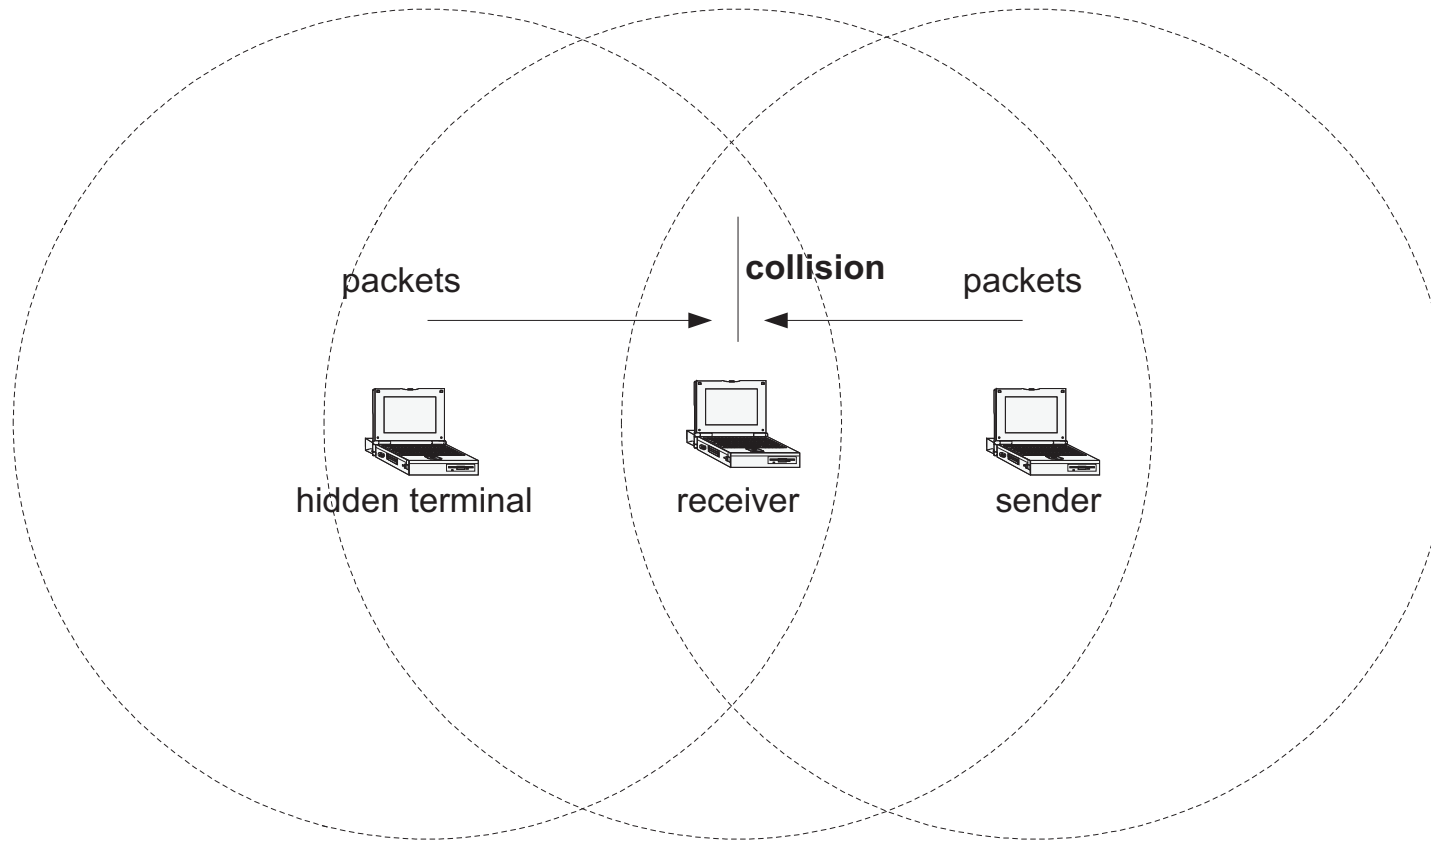 collision
packets
packets
hidden terminal
receiver
sender